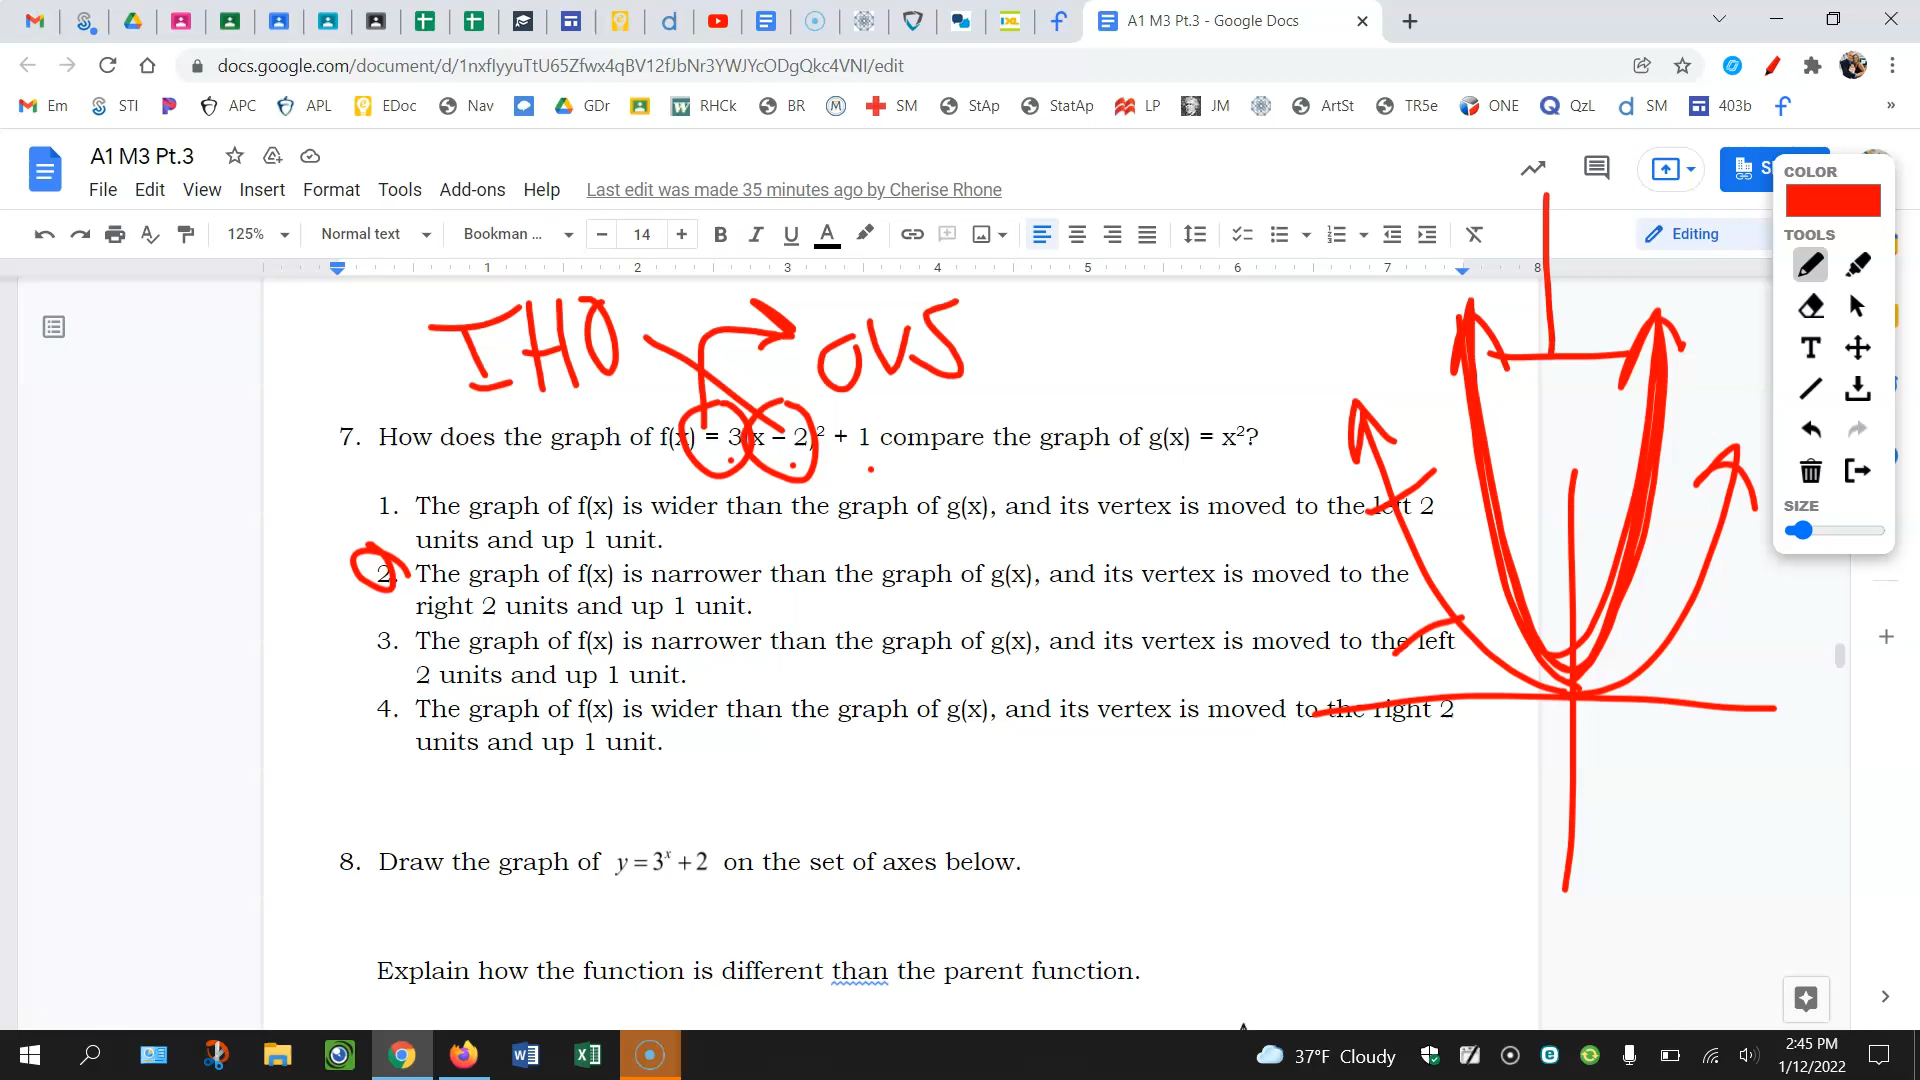 A1 M3 Pt.3 - Google Docs
docs.google.com/document/d/1nxflyyuTtU65Zfwx4qBV12fJbNr3YWJYcODgQkc4VNI/edit
Em STI APC APL EDoc Nav GDr RHCk BR SM StAp StatAp LP JM ArtSt TR5e ONE QzL SM 403b »
A1 M3 Pt.3
File Edit View Insert Format Tools Add-ons Help Last edit was made 35 minutes ago by Cherise Rhone
125% Normal text Bookman ... 14 B I U A Editing
1 2 3 4 5 6 7 8
COLOR
TOOLS
T
SIZE
IHO OVS
7. How does the graph of f(x) = 3(x – 2)² + 1 compare the graph of g(x) = x²?
1. The graph of f(x) is wider than the graph of g(x), and its vertex is moved to the left 2
units and up 1 unit.
2. The graph of f(x) is narrower than the graph of g(x), and its vertex is moved to the
right 2 units and up 1 unit.
3. The graph of f(x) is narrower than the graph of g(x), and its vertex is moved to the left
2 units and up 1 unit.
4. The graph of f(x) is wider than the graph of g(x), and its vertex is moved to the right 2
units and up 1 unit.
8. Draw the graph of y = 3ˣ + 2 on the set of axes below.
Explain how the function is different than the parent function.
37°F Cloudy
2:45 PM
1/12/2022